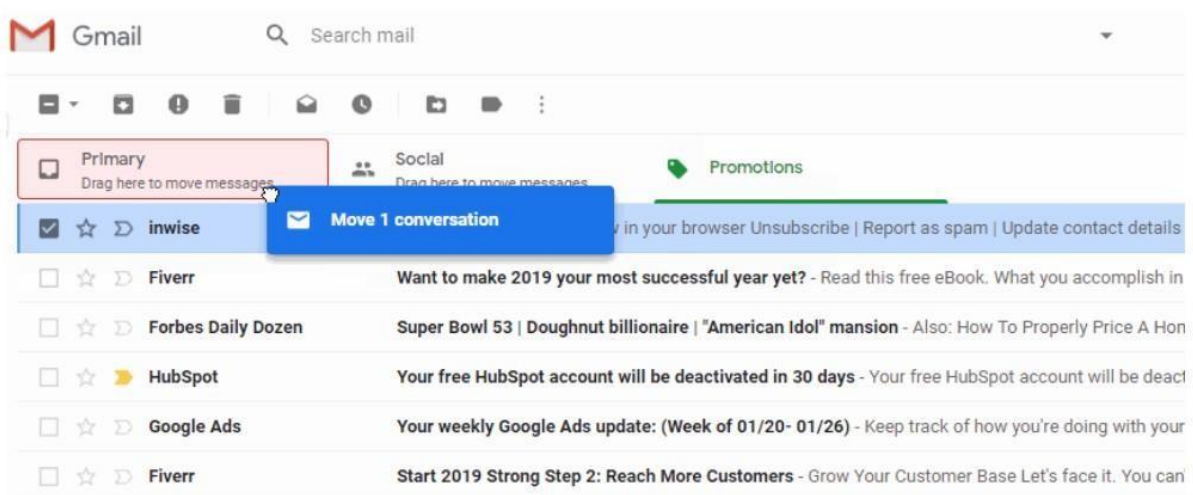 Gmail
Search mail
Primary
Drag here to move messages
Social
Drag here to move messages
Promotions
Move 1 conversation
inwise in your browser Unsubscribe | Report as spam | Update contact details
Fiverr Want to make 2019 your most successful year yet? - Read this free eBook. What you accomplish in
Forbes Daily Dozen Super Bowl 53 | Doughnut billionaire | "American Idol" mansion - Also: How To Properly Price A Hon
HubSpot Your free HubSpot account will be deactivated in 30 days - Your free HubSpot account will be deact
Google Ads Your weekly Google Ads update: (Week of 01/20- 01/26) - Keep track of how you're doing with your
Fiverr Start 2019 Strong Step 2: Reach More Customers - Grow Your Customer Base Let's face it. You can'